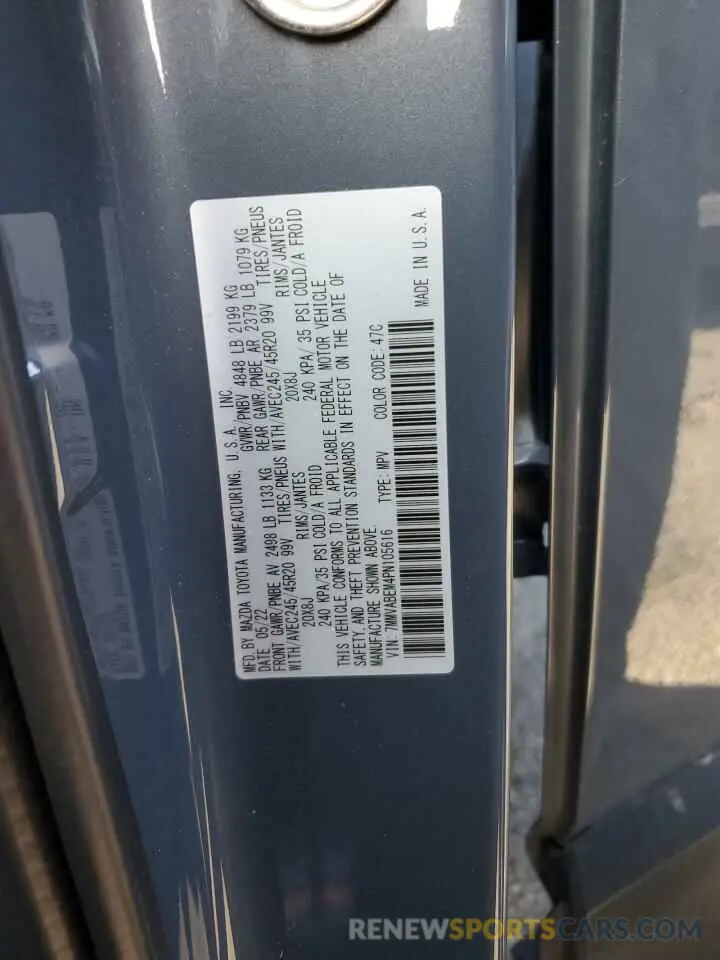 MFD. BY MAZDA TOYOTA MANUFACTURING, U.S.A. INC.
DATE 05/22 GVWR/PNBV 4848 LB 2199 KG
FRONT GAWR/PNBE AV 2498 LB 1133 KG REAR GAWR/PNBE AR 2379 LB 1079 KG
WITH/AVEC245/45R20 99V TIRES/PNEUS WITH/AVEC245/45R20 99V TIRES/PNEUS
20X8J RIMS/JANTES 20X8J RIMS/JANTES
240 KPA/35 PSI COLD/A FROID 240 KPA/35 PSI COLD/A FROID
THIS VEHICLE CONFORMS TO ALL APPLICABLE FEDERAL MOTOR VEHICLE
SAFETY AND THEFT PREVENTION STANDARDS IN EFFECT ON THE DATE OF
MANUFACTURE SHOWN ABOVE.
VIN: 7MMVABEM4PN105616 TYPE: MPV COLOR CODE: 47C
MADE IN U.S.A.
RENEWSPORTSCARS.COM